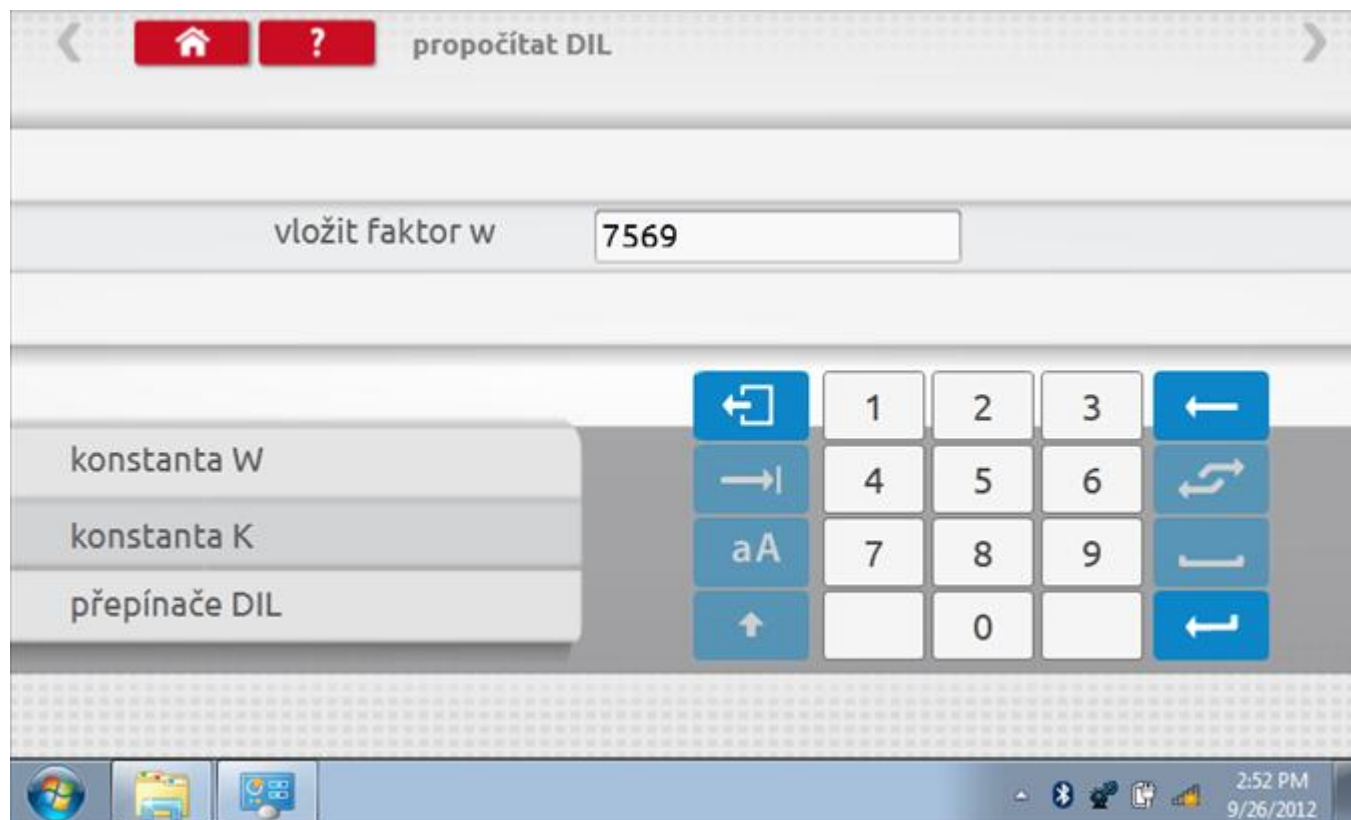 ? propočítat DIL
vložit faktor w 7569
1 2 3
konstanta W
4 5 6
konstanta K
aA 7 8 9
přepínače DIL
0
2:52 PM
9/26/2012